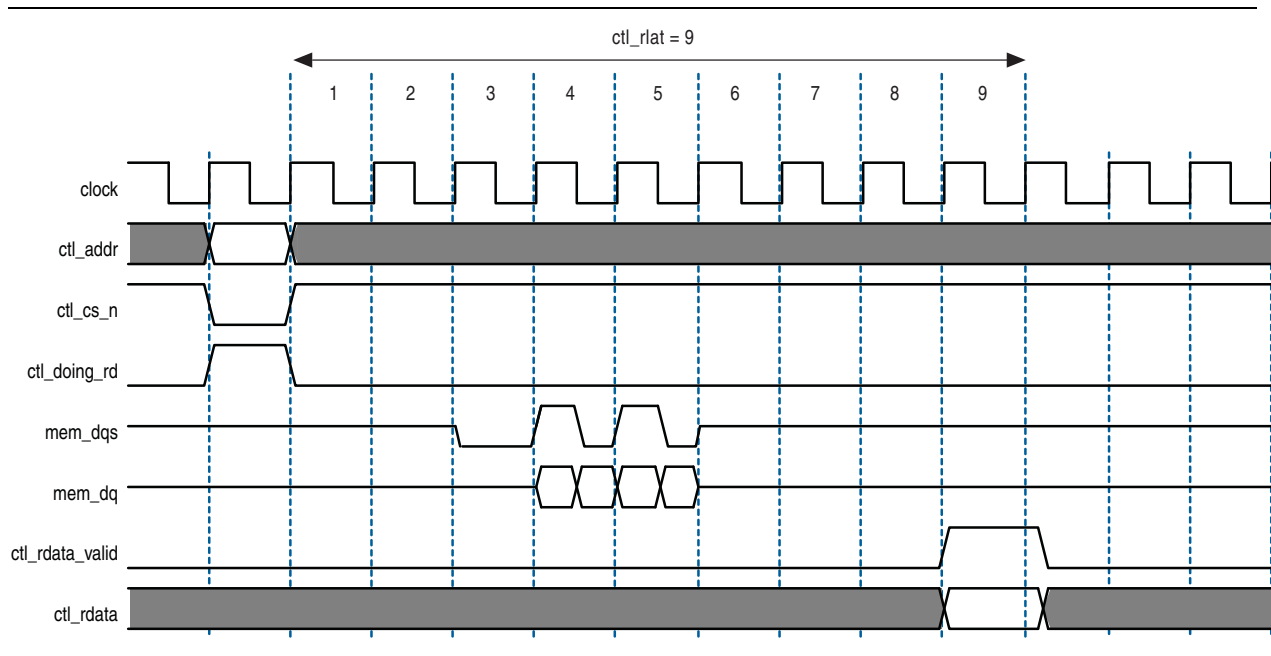 ctl_rlat = 9
1 2 3 4 5 6 7 8 9
clock
ctl_addr
ctl_cs_n
ctl_doing_rd
mem_dqs
mem_dq
ctl_rdata_valid
ctl_rdata